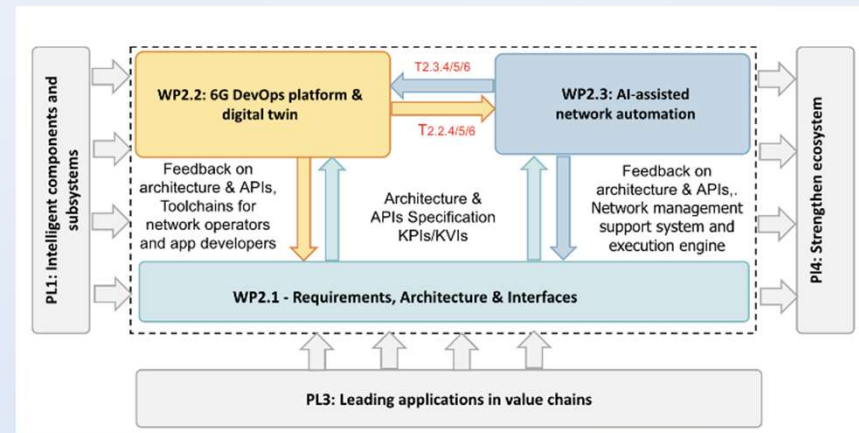 PL1: Intelligent components and
subsystems
WP2.2: 6G DevOps platform &
digital twin
T2.3.4/5/6
T2.2.4/5/6
WP2.3: AI-assisted
network automation
Feedback on
architecture & APIs,
Toolchains for
network operators
and app developers
Architecture &
APIs Specification
KPIs/KVIs
Feedback on
architecture & APIs,.
Network management
support system and
execution engine
WP2.1 - Requirements, Architecture & Interfaces
PI4: Strengthen ecosystem
PL3: Leading applications in value chains